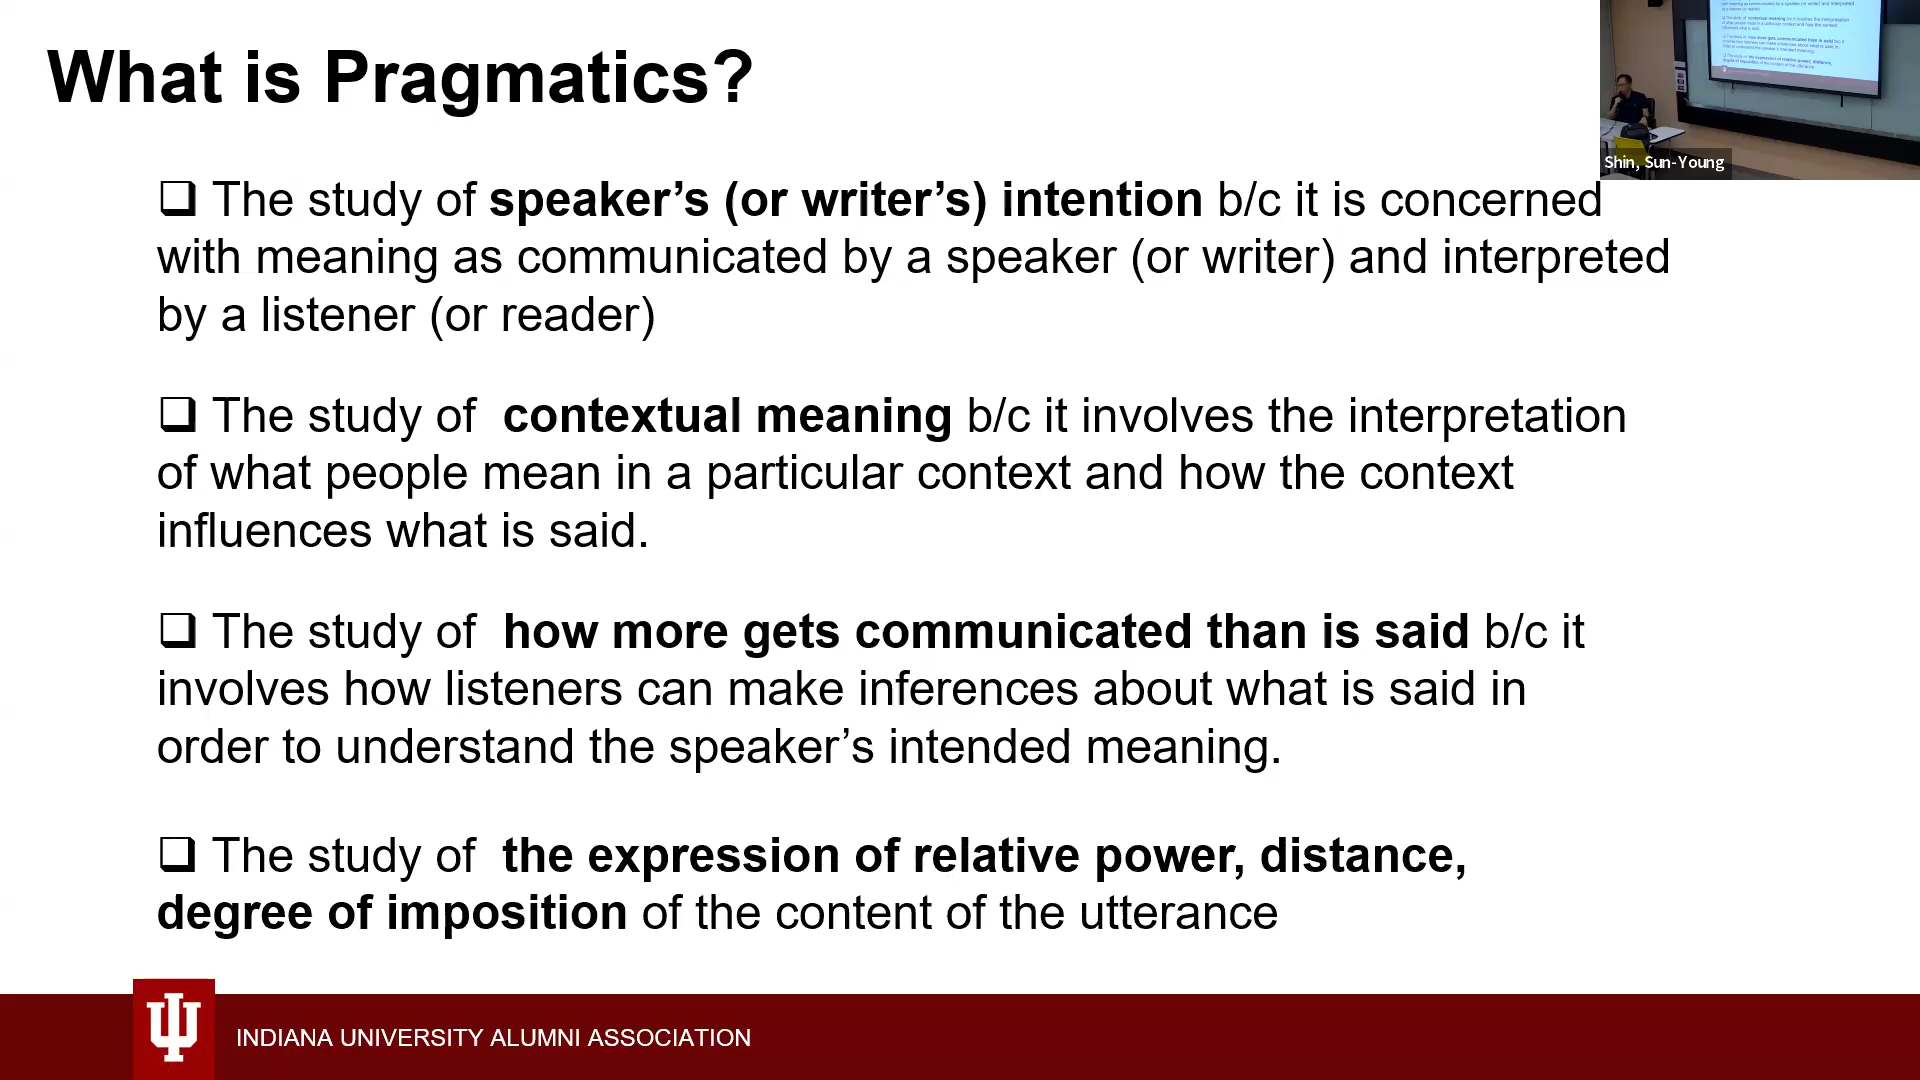 What is Pragmatics?
Shin, Sun-Young
❑ The study of speaker’s (or writer’s) intention b/c it is concerned
with meaning as communicated by a speaker (or writer) and interpreted
by a listener (or reader)
❑ The study of contextual meaning b/c it involves the interpretation
of what people mean in a particular context and how the context
influences what is said.
❑ The study of how more gets communicated than is said b/c it
involves how listeners can make inferences about what is said in
order to understand the speaker’s intended meaning.
❑ The study of the expression of relative power, distance,
degree of imposition of the content of the utterance
INDIANA UNIVERSITY ALUMNI ASSOCIATION